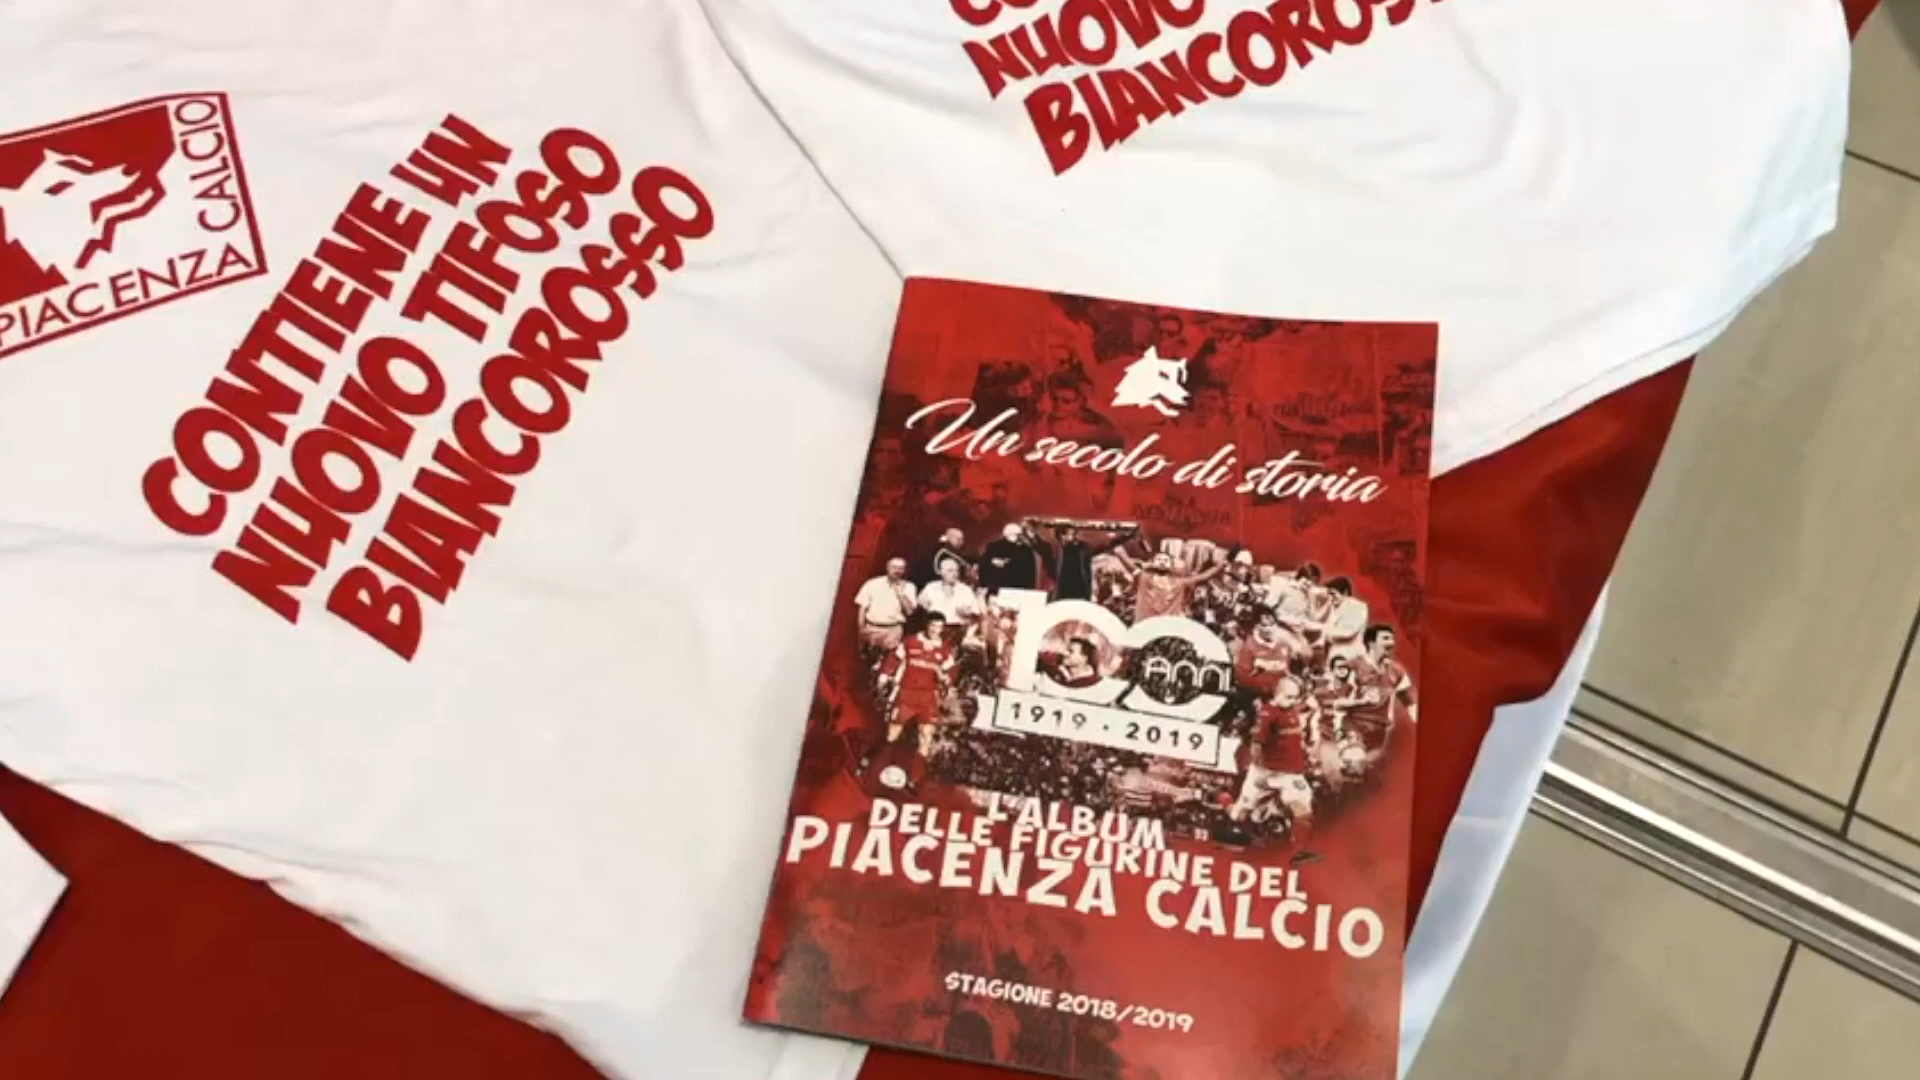 PIACENZA
CALCIO
CONTIENE UN
NUOVO TIFOSO
BIANCOROSSO
NUOVO
Un secolo di storia
100
ANNI
1919 · 2019
L'ALBUM
DELLE FIGURINE DEL
PIACENZA CALCIO
STAGIONE 2018/2019